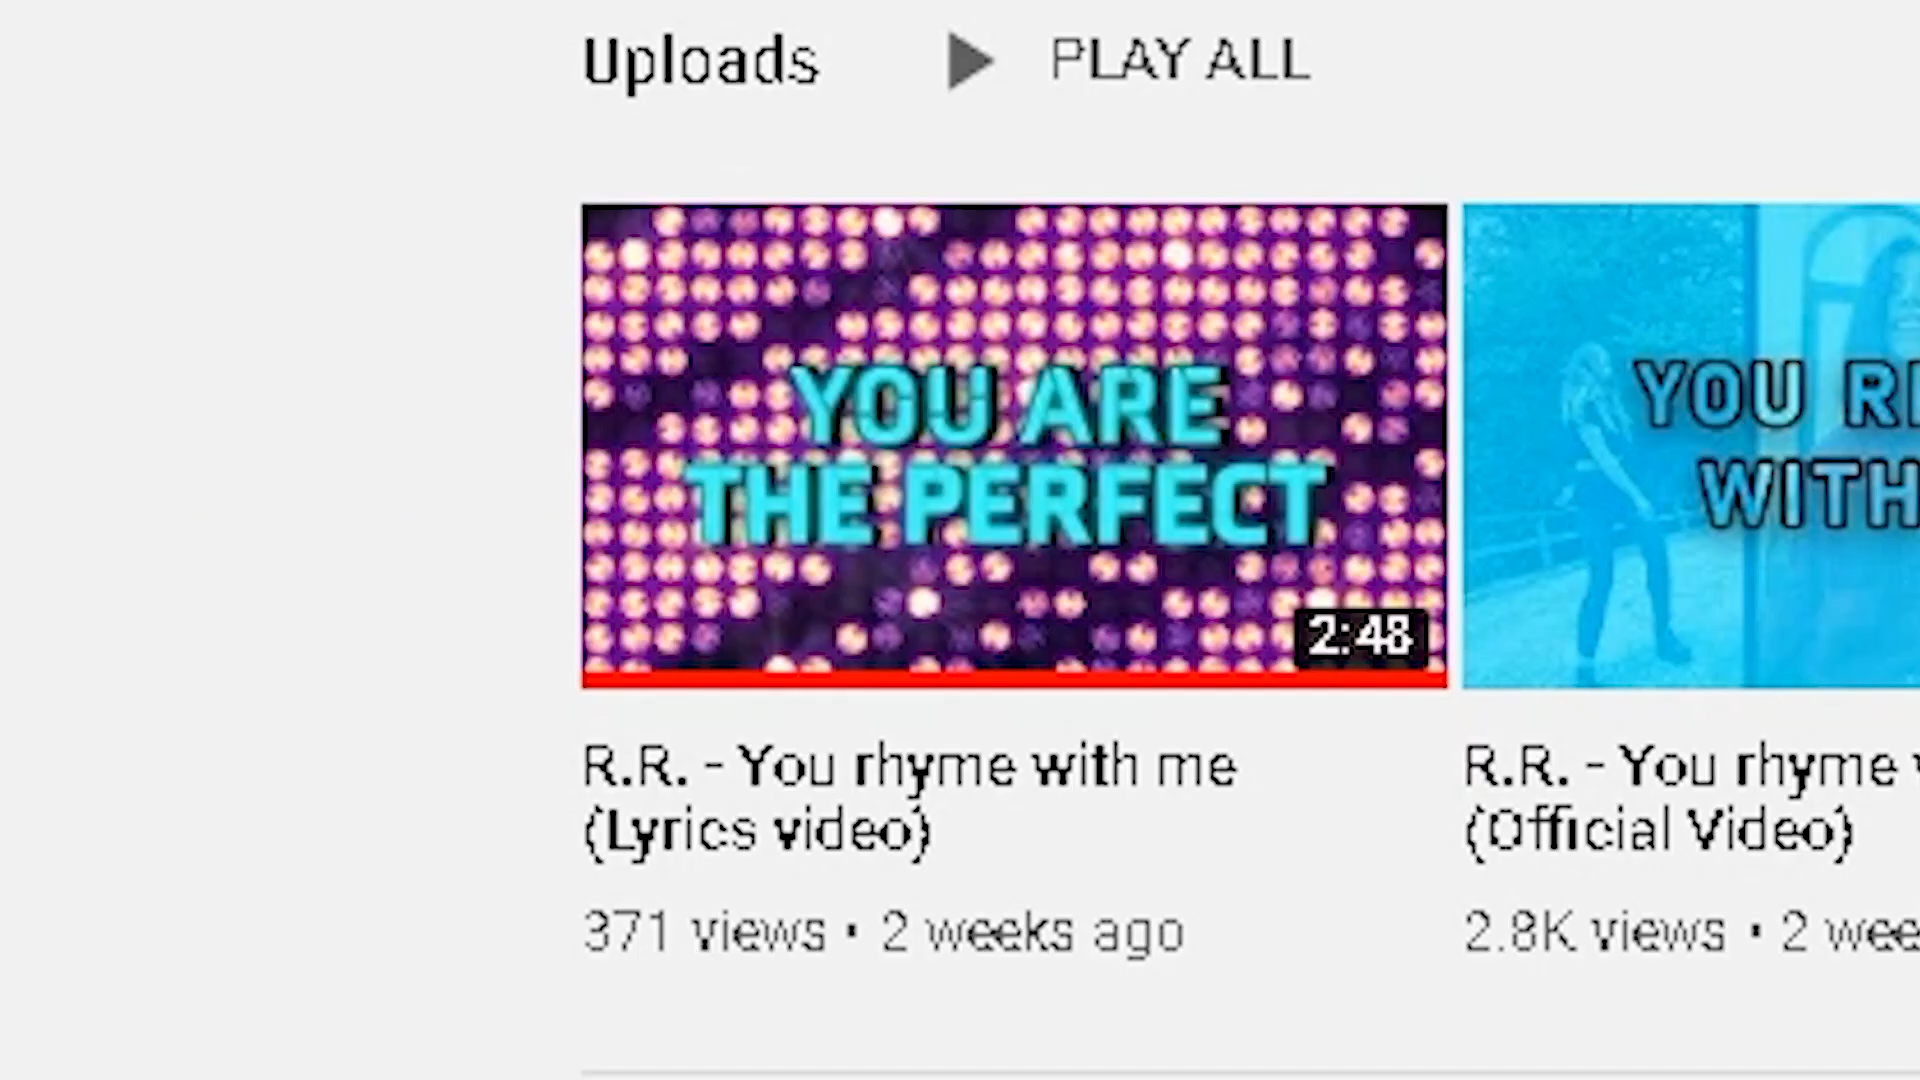 Uploads PLAY ALL
YOU ARE
THE PERFECT
2:48
YOU
WITH
R.R. - You rhyme with me
(Lyrics video)
371 views • 2 weeks ago
R.R. - You rhyme
(Official Video)
2.8K views • 2